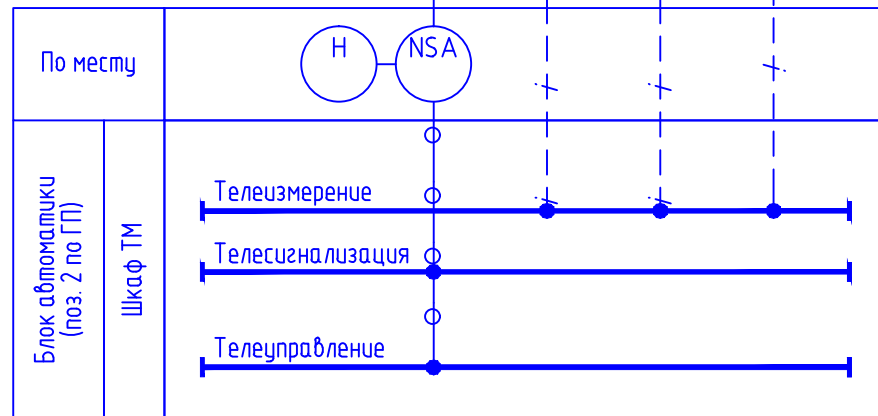 По месту
H
NSA
Блок автоматики
(поз. 2 по ГП)
Шкаф ТМ
Телеизмерение
Телесигнализация
Телеуправление